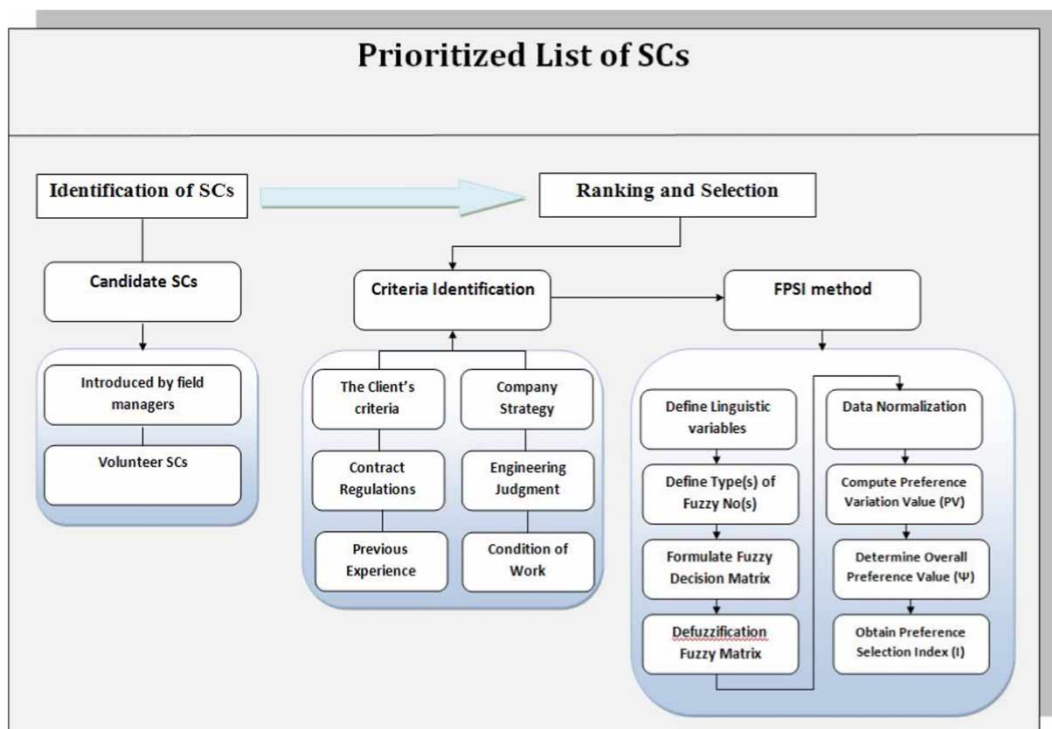 Prioritized List of SCs
Identification of SCs
Ranking and Selection
Candidate SCs
Criteria Identification
FPSI method
Introduced by field
managers
Volunteer SCs
The Client's
criteria
Company
Strategy
Contract
Regulations
Engineering
Judgment
Previous
Experience
Condition of
Work
Define Linguistic
variables
Define Type(s) of
Fuzzy No(s)
Formulate Fuzzy
Decision Matrix
Defuzzification
Fuzzy Matrix
Data Normalization
Compute Preference
Variation Value (PV)
Determine Overall
Preference Value (Ψ)
Obtain Preference
Selection Index (I)